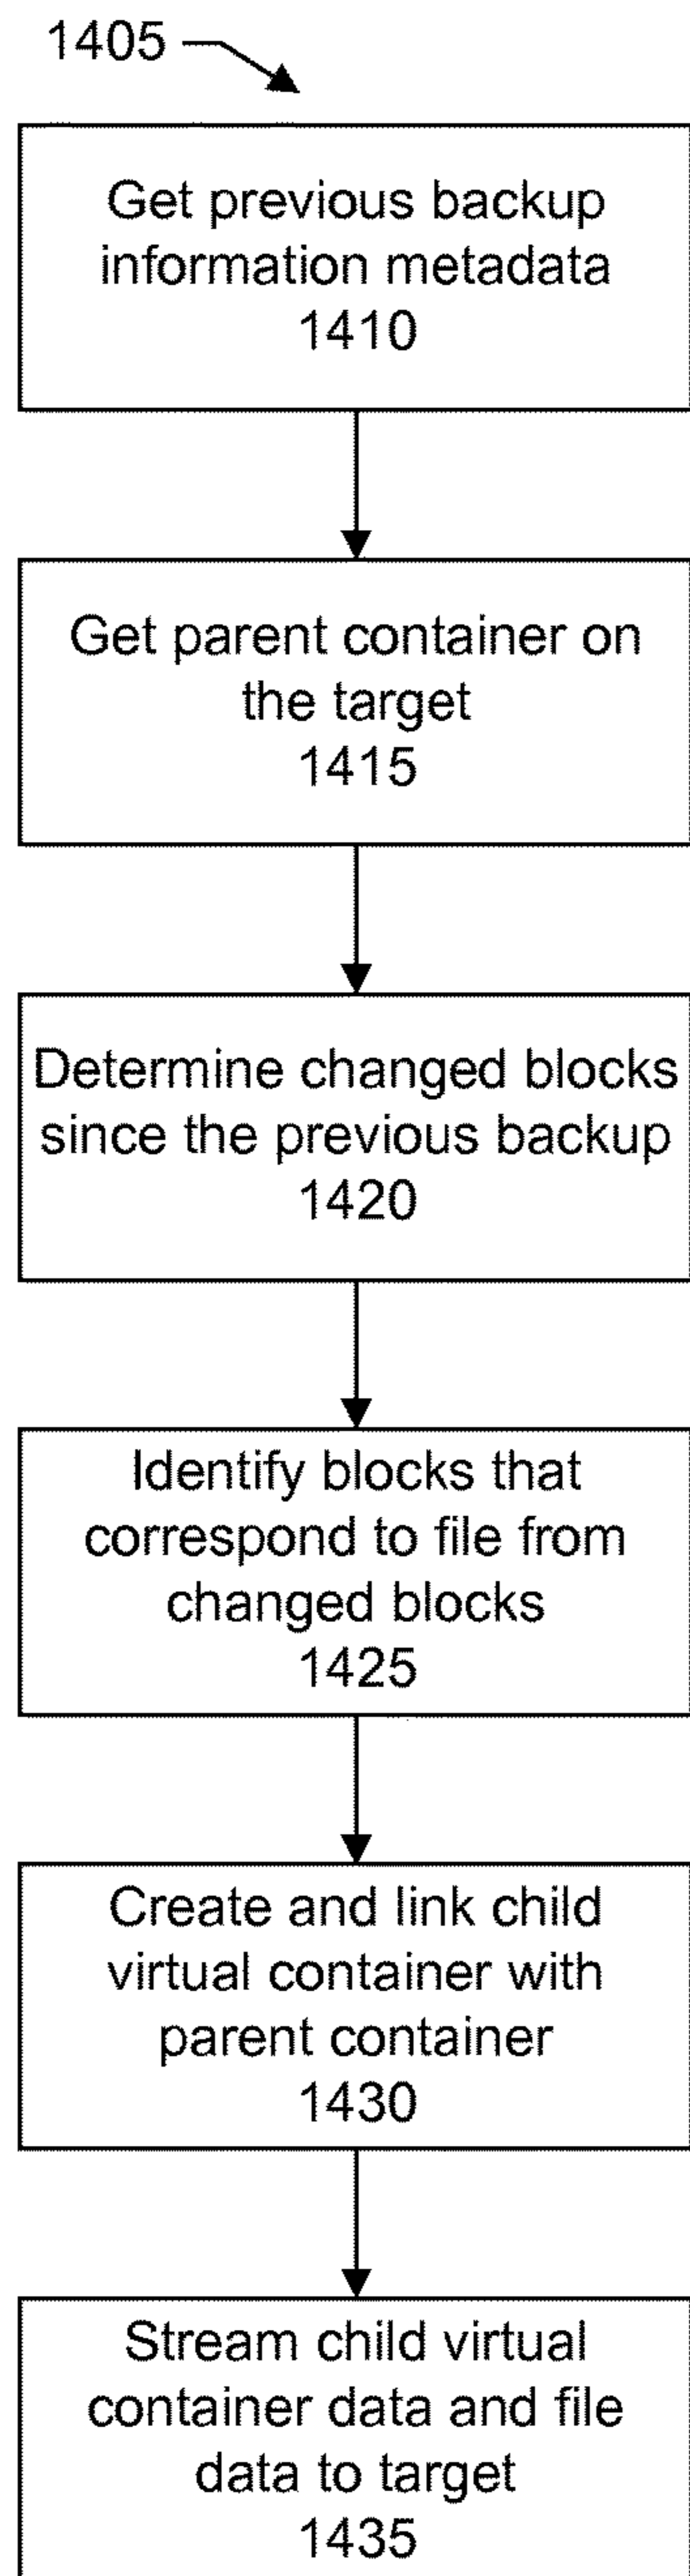 1405
Get previous backup
information metadata
1410
Get parent container on
the target
1415
Determine changed blocks
since the previous backup
1420
Identify blocks that
correspond to file from
changed blocks
1425
Create and link child
virtual container with
parent container
1430
Stream child virtual
container data and file
data to target
1435